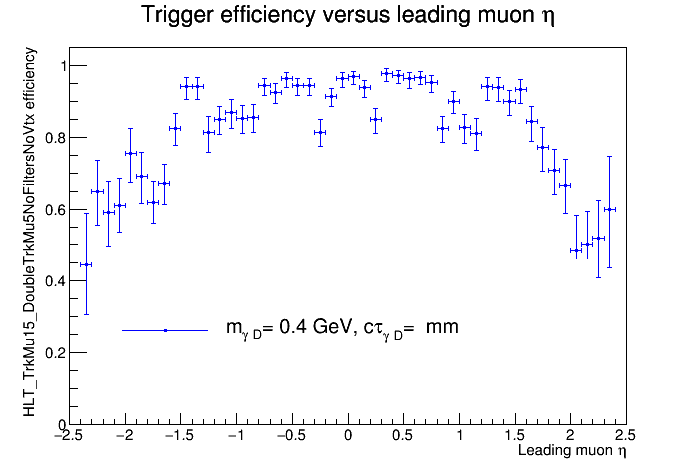 Trigger efficiency versus leading muon η
HLT_TrkMu15_DoubleTrkMu5NoFiltersNoVtx efficiency
1
0.8
0.6
0.4
0.2
0
m_γ D= 0.4 GeV, cτ_γ D= mm
−2.5 −2 −1.5 −1 −0.5 0 0.5 1 1.5 2 2.5
Leading muon η